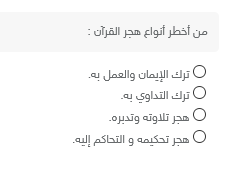 من أخطر أنواع هجر القرآن :
ترك الإيمان والعمل به.
ترك التداوي به.
هجر تلاوته وتدبره.
هجر تحكيمه و التحاكم إليه.